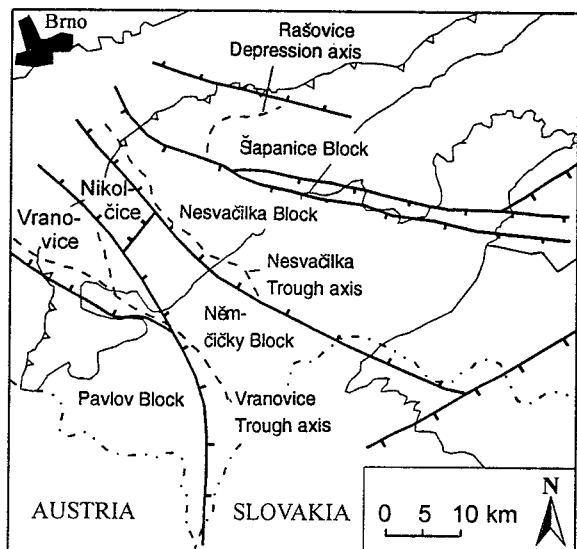 Brno
Rašovice
Depression axis
Šapanice Block
Nikol-
čice
Vrano-
vice
Nesvačilka Block
Nesvačilka
Trough axis
Něm-
čičky Block
Pavlov Block
Vranovice
Trough axis
AUSTRIA
SLOVAKIA
N
0 5 10 km